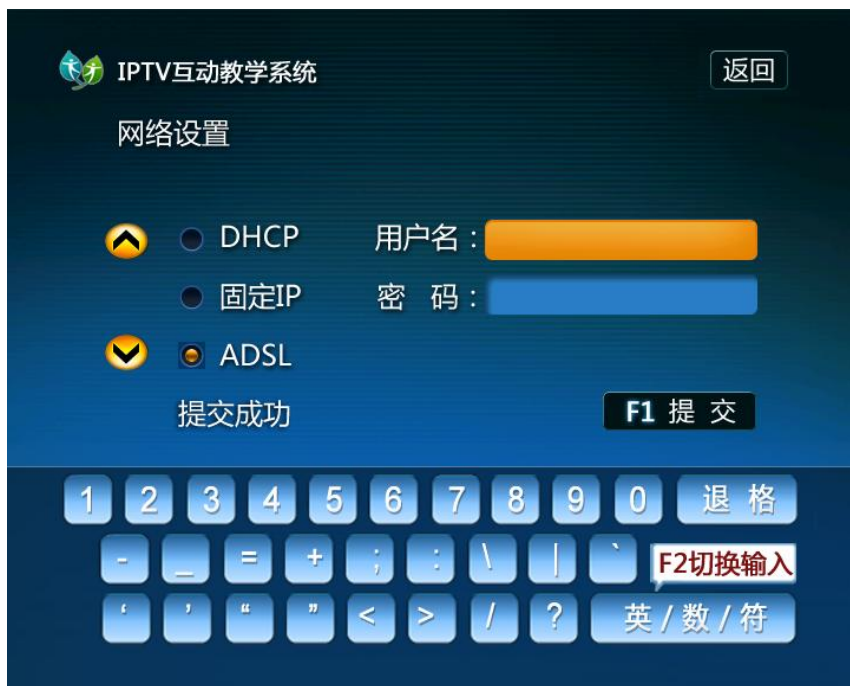 IPTV互动教学系统 返回
网络设置
DHCP 用户名：
固定IP 密 码：
ADSL
提交成功 F1 提 交
1 2 3 4 5 6 7 8 9 0 退 格
- _ = + ; : \ | ` F2切换输入
‘ ’ “ ” < > / ? 英 / 数 / 符